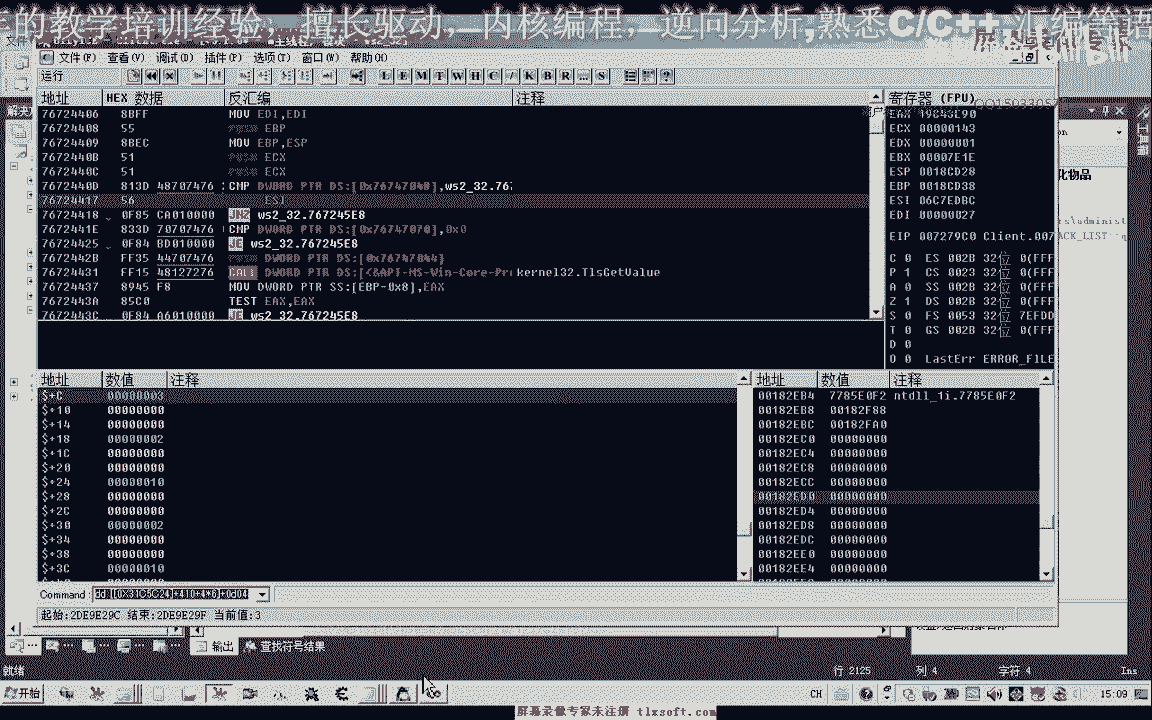 的教学培训经验，擅长驱动，内核编程，逆向分析,熟悉C/C++ 汇编等语
文件(F) 查看(V) 调试(D) 插件(P) 选项(T) 窗口(W) 帮助(H)
运行
L E M T W H C / K B R ... S
地址 HEX 数据 反汇编 注释
76724406 8BFF MOV EDI,EDI
76724408 55 EBP
76724409 8BEC MOV EBP,ESP
7672440B 51 ECX
7672440C 51 ECX
7672440D 813D 48707476 CMP DWORD PTR DS:[0x76747048],ws2_32.767
76724417 56 ESI
76724418 0F85 CA010000 JNZ ws2_32.767245E8
7672441E 833D 70707476 CMP DWORD PTR DS:[0x76747070],0x0
76724425 0F84 BD010000 JE ws2_32.767245E8
7672442B FF35 44707476 DWORD PTR DS:[0x76747044]
76724431 FF15 48127276 CALL DWORD PTR DS:[<&API-MS-Win-Core-Pr kernel32.TlsGetValue
76724437 8945 F8 MOV DWORD PTR SS:[EBP-0x8],EAX
7672443A 85C0 TEST EAX,EAX
7672443C 0F84 A6010000 JE ws2_32.767245E8
寄存器 (FPU)
ECX 00000143
EDX 00000001
EBX 00007E1E
ESP 0018CD28
EBP 0018CD38
ESI 06C7EDBC
EDI 00000027
EIP 007279C0 Client.007
C 0 ES 002B 32位 0(FFF
P 1 CS 0023 32位 0(FFF
A 0 SS 002B 32位 0(FFF
Z 1 DS 002B 32位 0(FFF
S 0 FS 0053 32位 7EFDD
T 0 GS 002B 32位 0(FFF
D 0
O 0 LastErr ERROR_FILE
地址 数值 注释
$+C 00000003
$+10 00000000
$+14 00000000
$+18 00000002
$+1C 00000000
$+20 00000000
$+24 00000010
$+28 00000000
$+2C 00000000
$+30 00000002
$+34 00000000
$+38 00000000
$+3C 00000010
地址 数值 注释
00182EB4 7785E0F2 ntdll_1i.7785E0F2
00182EB8 00182F88
00182EBC 00182FA0
00182EC0 00000000
00182EC4 00000000
00182EC8 00000000
00182ECC 00000000
00182ED0 00000000
00182ED4 00000000
00182ED8 00000000
00182EDC 00000000
00182EE0 00000000
00182EE4 00000000
Command: dd [[0X31C5C24]+410+4*6]+0d04
起始:2DE9E29C 结束:2DE9E29F 当前值:3
输出 查找符号结果
就绪 行 2125 列 4 字符 4 Ins
开始 CH 15:09
屏幕录像专家未注册 tlxsoft.com